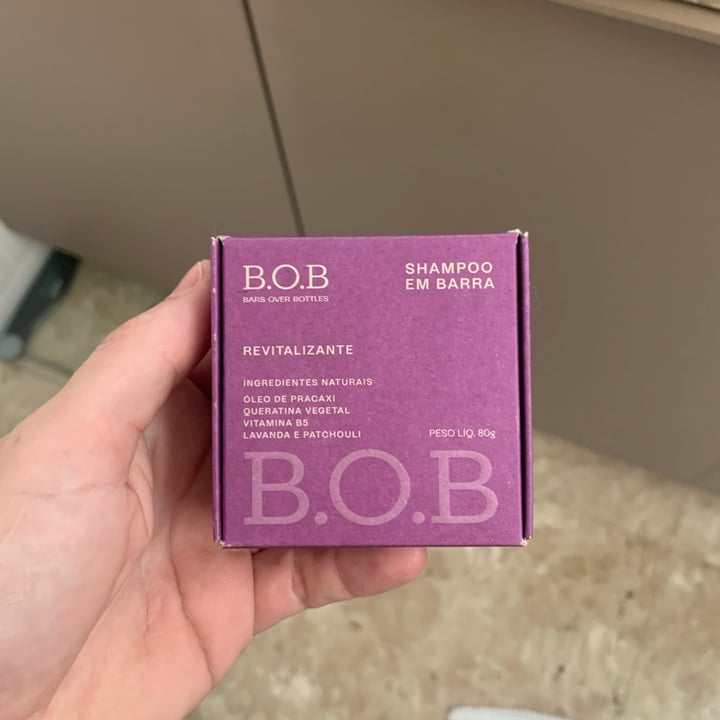 B.O.B
BARS OVER BOTTLES
SHAMPOO
EM BARRA
REVITALIZANTE
INGREDIENTES NATURAIS
ÓLEO DE PRACAXI
QUERATINA VEGETAL
VITAMINA B5
LAVANDA E PATCHOULI
PESO LÍQ. 80g
B.O.B